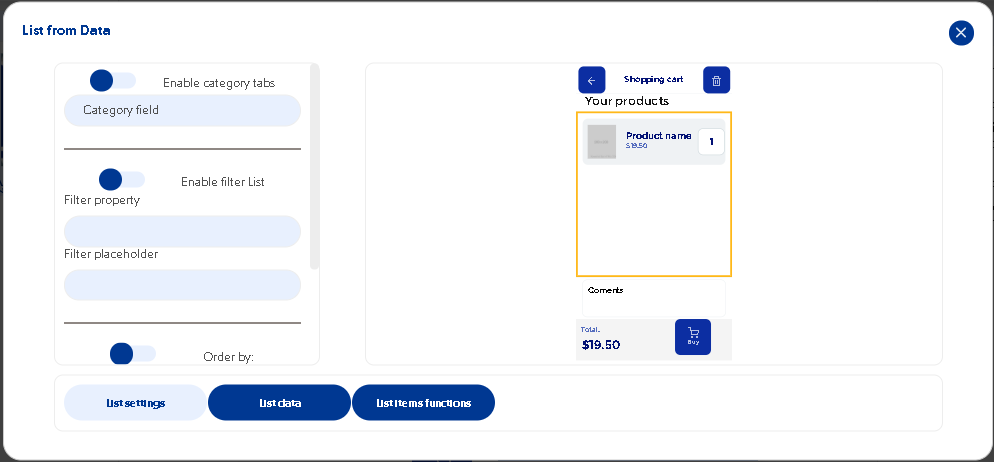 List from Data
Enable category tabs
Category field
Enable filter List
Filter property
Filter placeholder
Order by:
Shopping cart
Your products
Product name
$19.50
1
Coments
Total:
$19.50
Buy
List settings
List data
List items functions